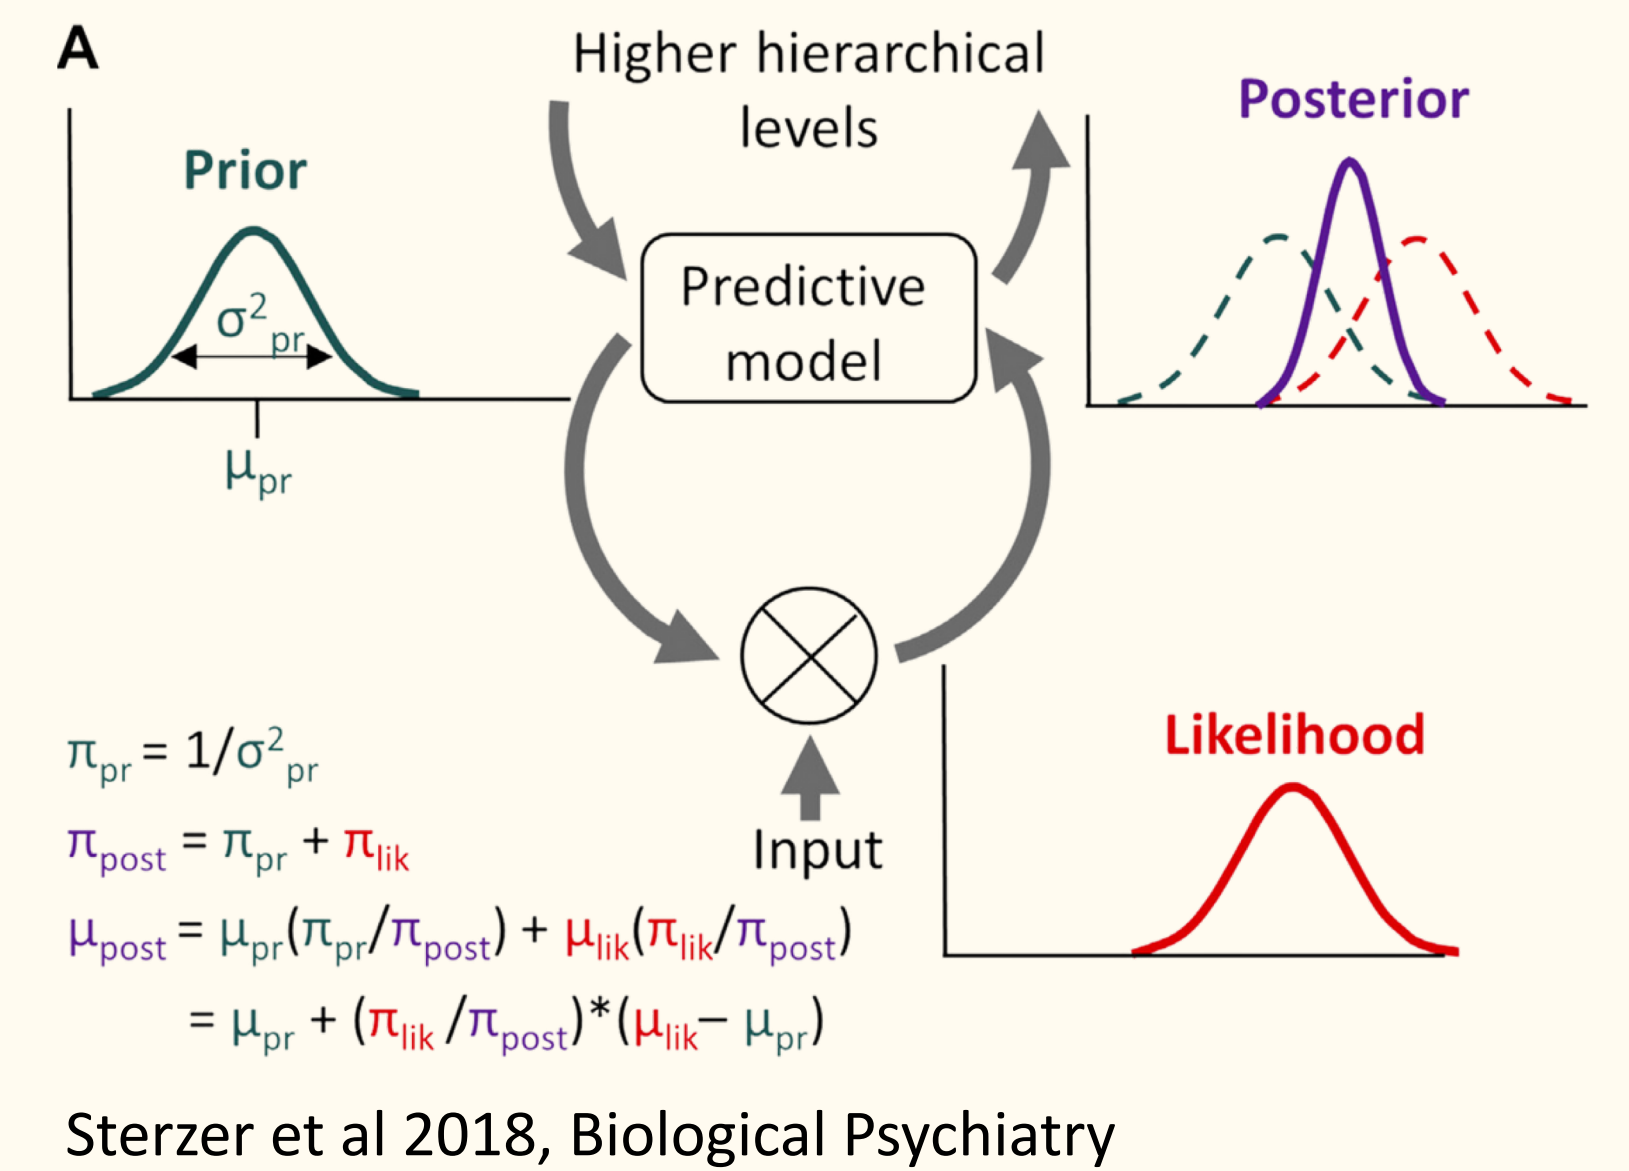 A
Higher hierarchical
levels
Prior
σ²pr
μpr
Predictive
model
Posterior
Likelihood
Input
πpr = 1/σ²pr
πpost = πpr + πlik
μpost = μpr(πpr/πpost) + μlik(πlik/πpost)
= μpr + (πlik /πpost)*(μlik– μpr)
Sterzer et al 2018, Biological Psychiatry